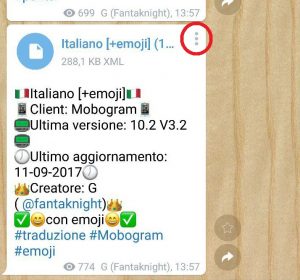 699 G (Fantaknight), 13:57
Italiano [+emoji] (1...
288,1 KB XML
🇮🇹Italiano [+emoji]🇮🇹
📱Client: Mobogram📱
📟Ultima versione: 10.2 V3.2
📟
🕖Ultimo aggiornamento:
11-09-2017🕖
👑Creatore: G
( @fantaknight)👑
✅😄con emoji😄✅
#traduzione #Mobogram
#emoji
774 G (Fantaknight), 13:57